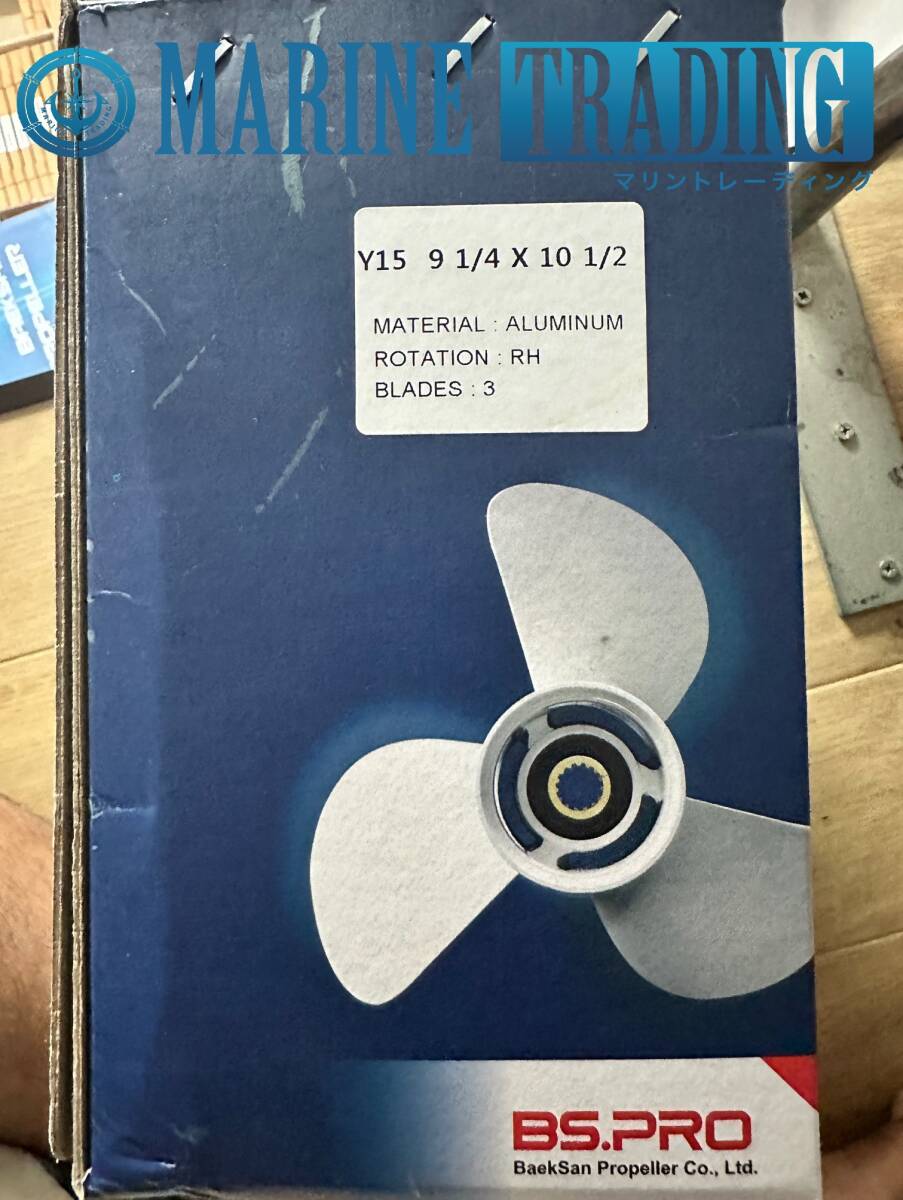 MARINE TRADING
マリントレーディング
Y15 9 1/4 X 10 1/2
MATERIAL : ALUMINUM
ROTATION : RH
BLADES : 3
BS.PRO
BaekSan Propeller Co., Ltd.